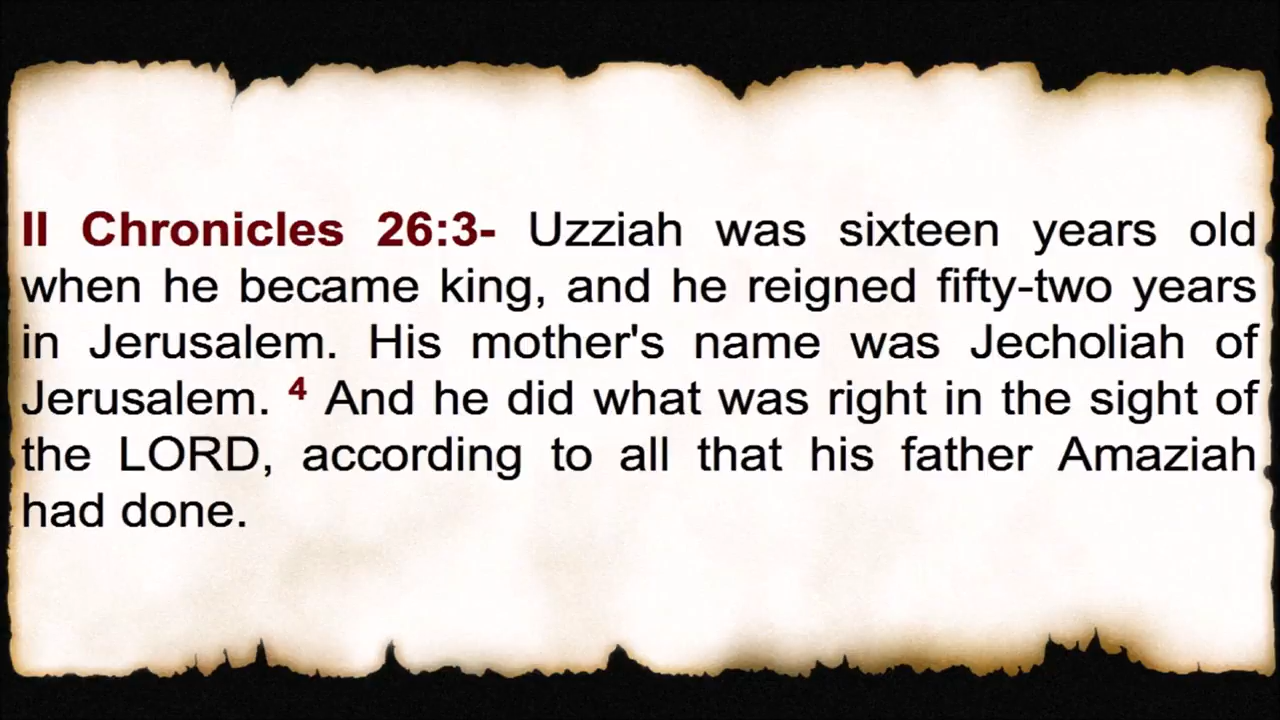 II Chronicles 26:3- Uzziah was sixteen years old
when he became king, and he reigned fifty-two years
in Jerusalem. His mother's name was Jecholiah of
Jerusalem. 4 And he did what was right in the sight of
the LORD, according to all that his father Amaziah
had done.